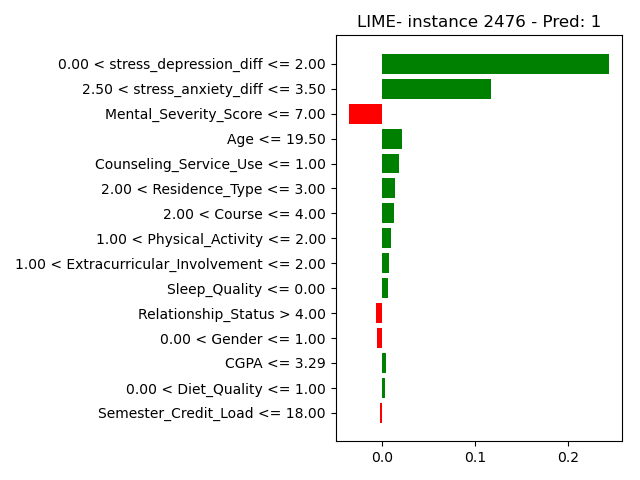 LIME- instance 2476 - Pred: 1
0.00 < stress_depression_diff <= 2.00
2.50 < stress_anxiety_diff <= 3.50
Mental_Severity_Score <= 7.00
Age <= 19.50
Counseling_Service_Use <= 1.00
2.00 < Residence_Type <= 3.00
2.00 < Course <= 4.00
1.00 < Physical_Activity <= 2.00
1.00 < Extracurricular_Involvement <= 2.00
Sleep_Quality <= 0.00
Relationship_Status > 4.00
0.00 < Gender <= 1.00
CGPA <= 3.29
0.00 < Diet_Quality <= 1.00
Semester_Credit_Load <= 18.00
0.0 0.1 0.2